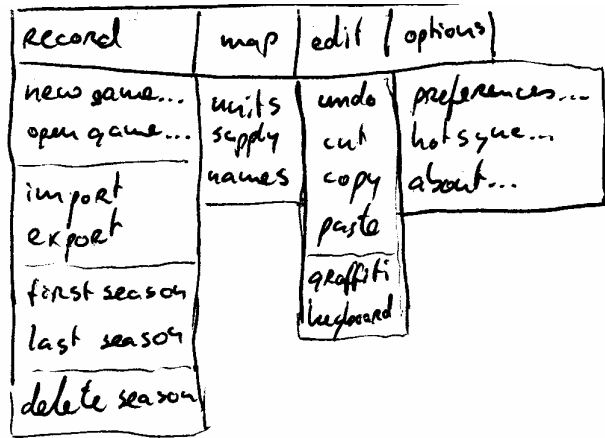 Record map edit options
new game...
open game...
import
export
first season
last season
delete season
units
supply
names
undo
cut
copy
paste
graffiti
keyboard
preferences...
hotsync...
about...